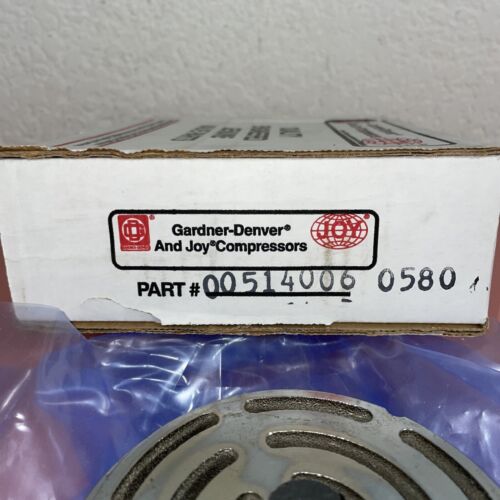 Gardner-Denver®
And Joy® Compressors
JOY
®
PART # 00514006 0580